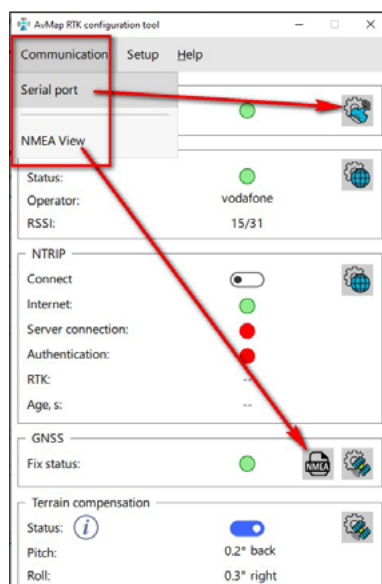 AvMap RTK configuration tool
Communication Setup Help
Serial port
NMEA View
Status:
Operator: vodafone
RSSI: 15/31
NTRIP
Connect
Internet:
Server connection:
Authentication:
RTK: --
Age, s: --
GNSS
Fix status: NMEA
Terrain compensation
Status: i
Pitch: 0.2° back
Roll: 0.3° right